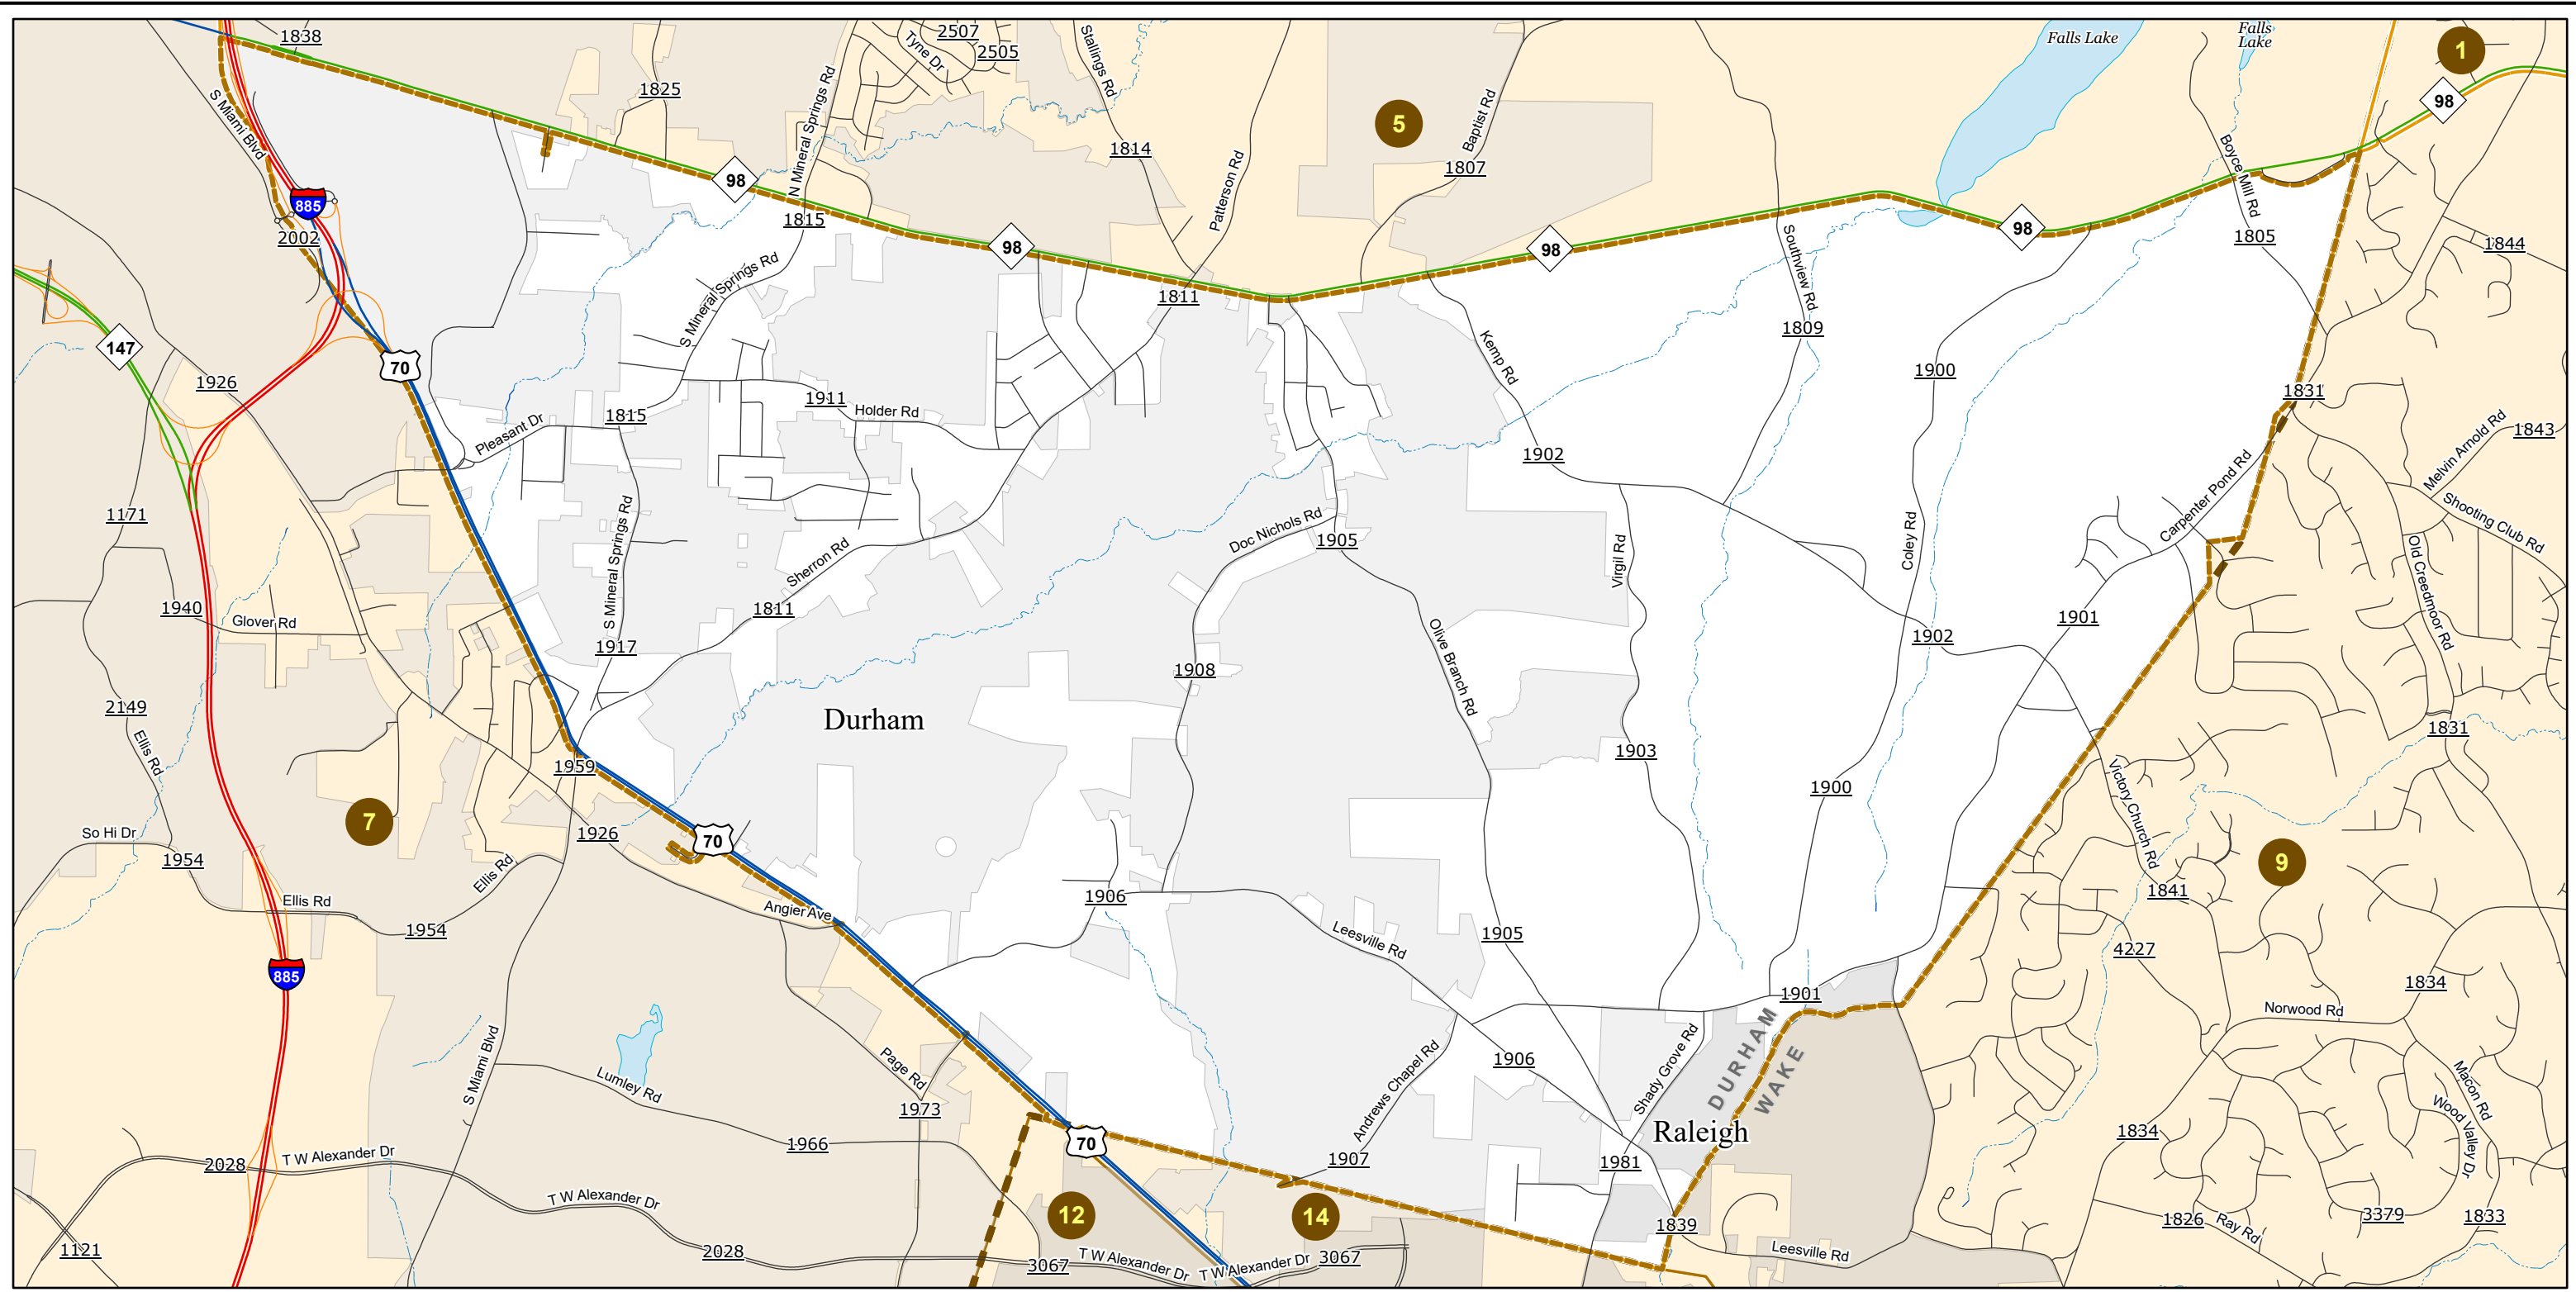 1838
2507
2505
Tyne Dr
Stallings Rd
Falls Lake
Falls
Lake
1
98
S Miami Blvd
1825
N Mineral Springs Rd
1814
5
Baptist Rd
1807
Boyce Mill Rd
98
885
2002
1815
98
Patterson Rd
98
98
Southview Rd
1805
1844
S Mineral Springs Rd
1811
1809
147
70
1926
Kemp Rd
1900
1831
1911
Holder Rd
1815
Pleasant Dr
Melvin Arnold Rd
1843
1902
Carpenter Pond Rd
Shooting Club Rd
1171
S Mineral Springs Rd
Sherron Rd
Doc Nichols Rd
1905
Virgil Rd
Coley Rd
Old Creedmoor Rd
1940
Glover Rd
1811
1901
1917
1908
Olive Branch Rd
1902
2149
Ellis Rd
Durham
1831
1903
1959
1900
Victory Church Rd
7
So Hi Dr
1954
1926
70
9
Ellis Rd
1841
Ellis Rd
Angier Ave
1906
1954
Leesville Rd
1905
4227
885
1834
1901
Norwood Rd
DURHAM
WAKE
S Miami Blvd
Page Rd
1906
Shady Grove Rd
Andrews Chapel Rd
Lumley Rd
1973
Macon Rd
Wood Valley Dr
1966
70
Raleigh
1834
2028
T W Alexander Dr
1907
1981
T W Alexander Dr
12
14
1839
1826
Ray Rd
3379
1833
1121
2028
3067
T W Alexander Dr
T W Alexander Dr
3067
Leesville Rd